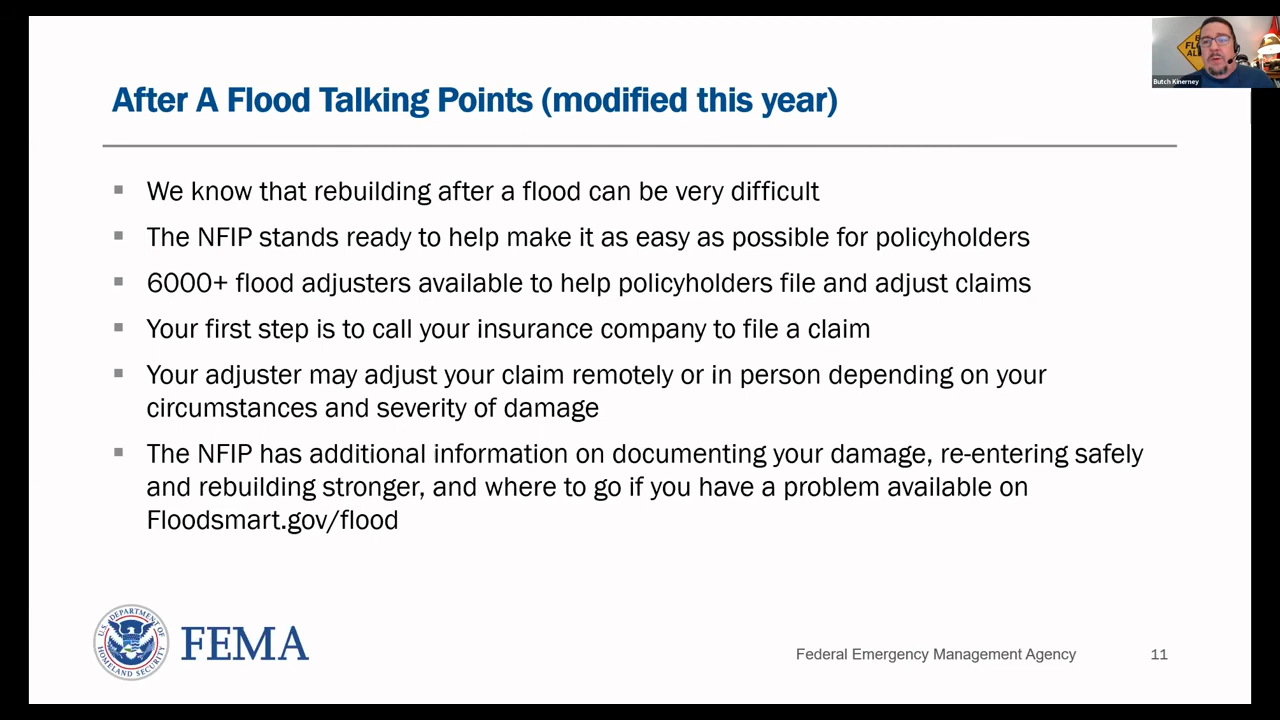 After A Flood Talking Points (modified this year)
We know that rebuilding after a flood can be very difficult
The NFIP stands ready to help make it as easy as possible for policyholders
6000+ flood adjusters available to help policyholders file and adjust claims
Your first step is to call your insurance company to file a claim
Your adjuster may adjust your claim remotely or in person depending on your
circumstances and severity of damage
The NFIP has additional information on documenting your damage, re-entering safely
and rebuilding stronger, and where to go if you have a problem available on
Floodsmart.gov/flood
U.S. DEPARTMENT OF
HOMELAND SECURITY
FEMA
Federal Emergency Management Agency
11
Butch Kinerney